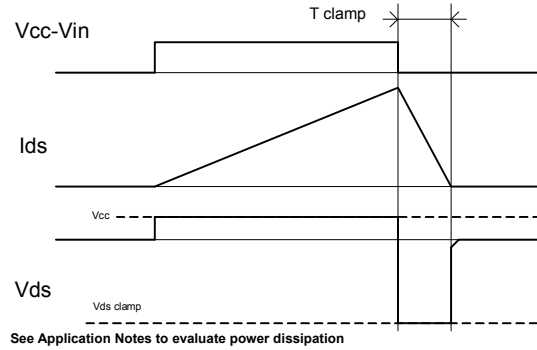 T clamp
Vcc-Vin
Ids
Vcc
Vds
Vds clamp
See Application Notes to evaluate power dissipation